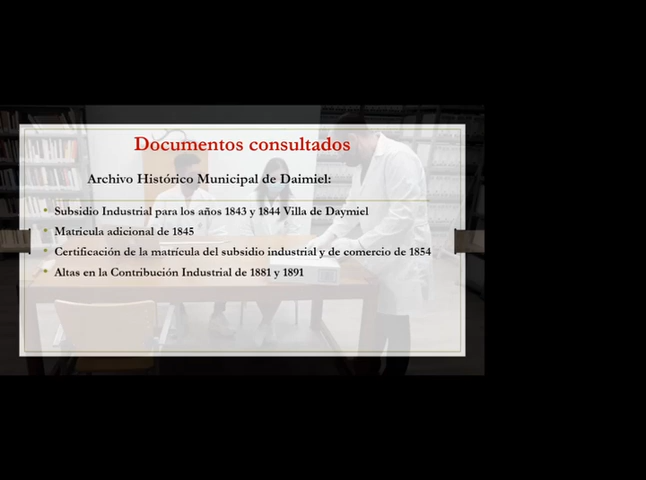 Documentos consultados
Archivo Histórico Municipal de Daimiel:
Subsidio Industrial para los años 1843 y 1844 Villa de Daymiel
Matrícula adicional de 1845
Certificación de la matrícula del subsidio industrial y de comercio de 1854
Altas en la Contribución Industrial de 1881 y 1891